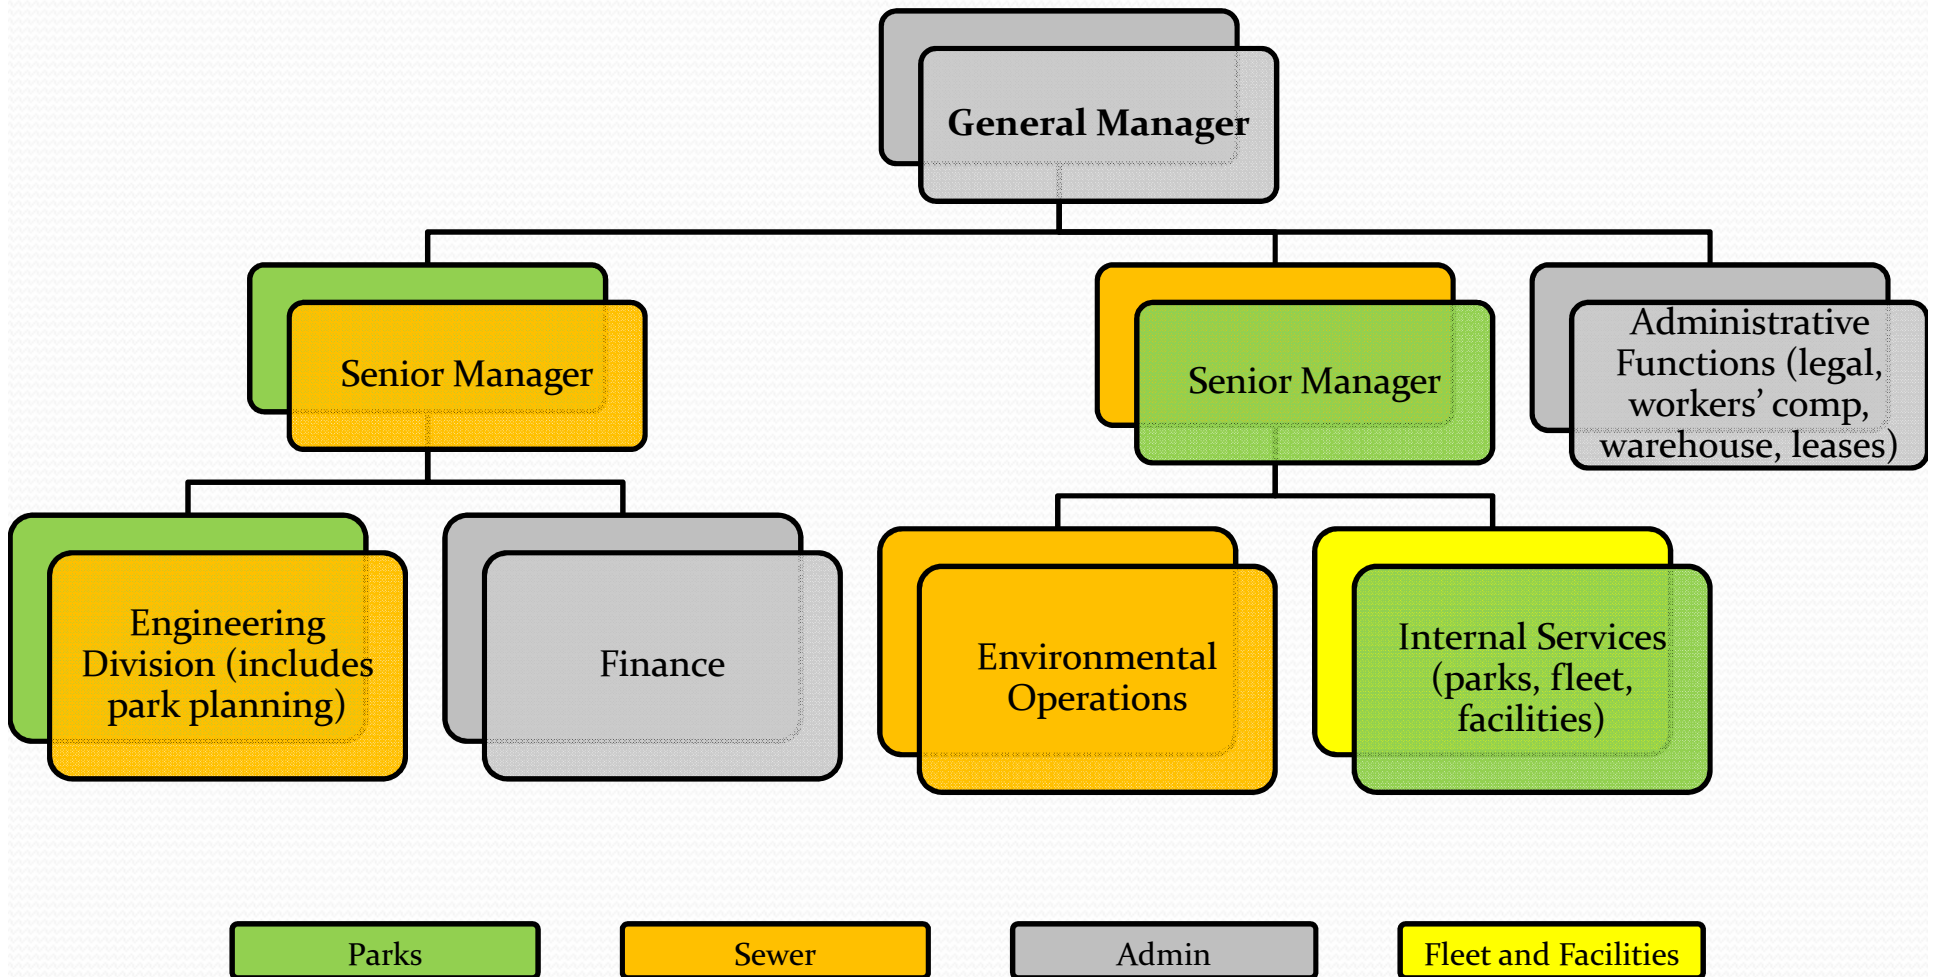 General Manager
Senior Manager
Senior Manager
Administrative
Functions (legal,
workers’ comp,
warehouse, leases)
Engineering
Division (includes
park planning)
Finance
Environmental
Operations
Internal Services
(parks, fleet,
facilities)
Parks
Sewer
Admin
Fleet and Facilities